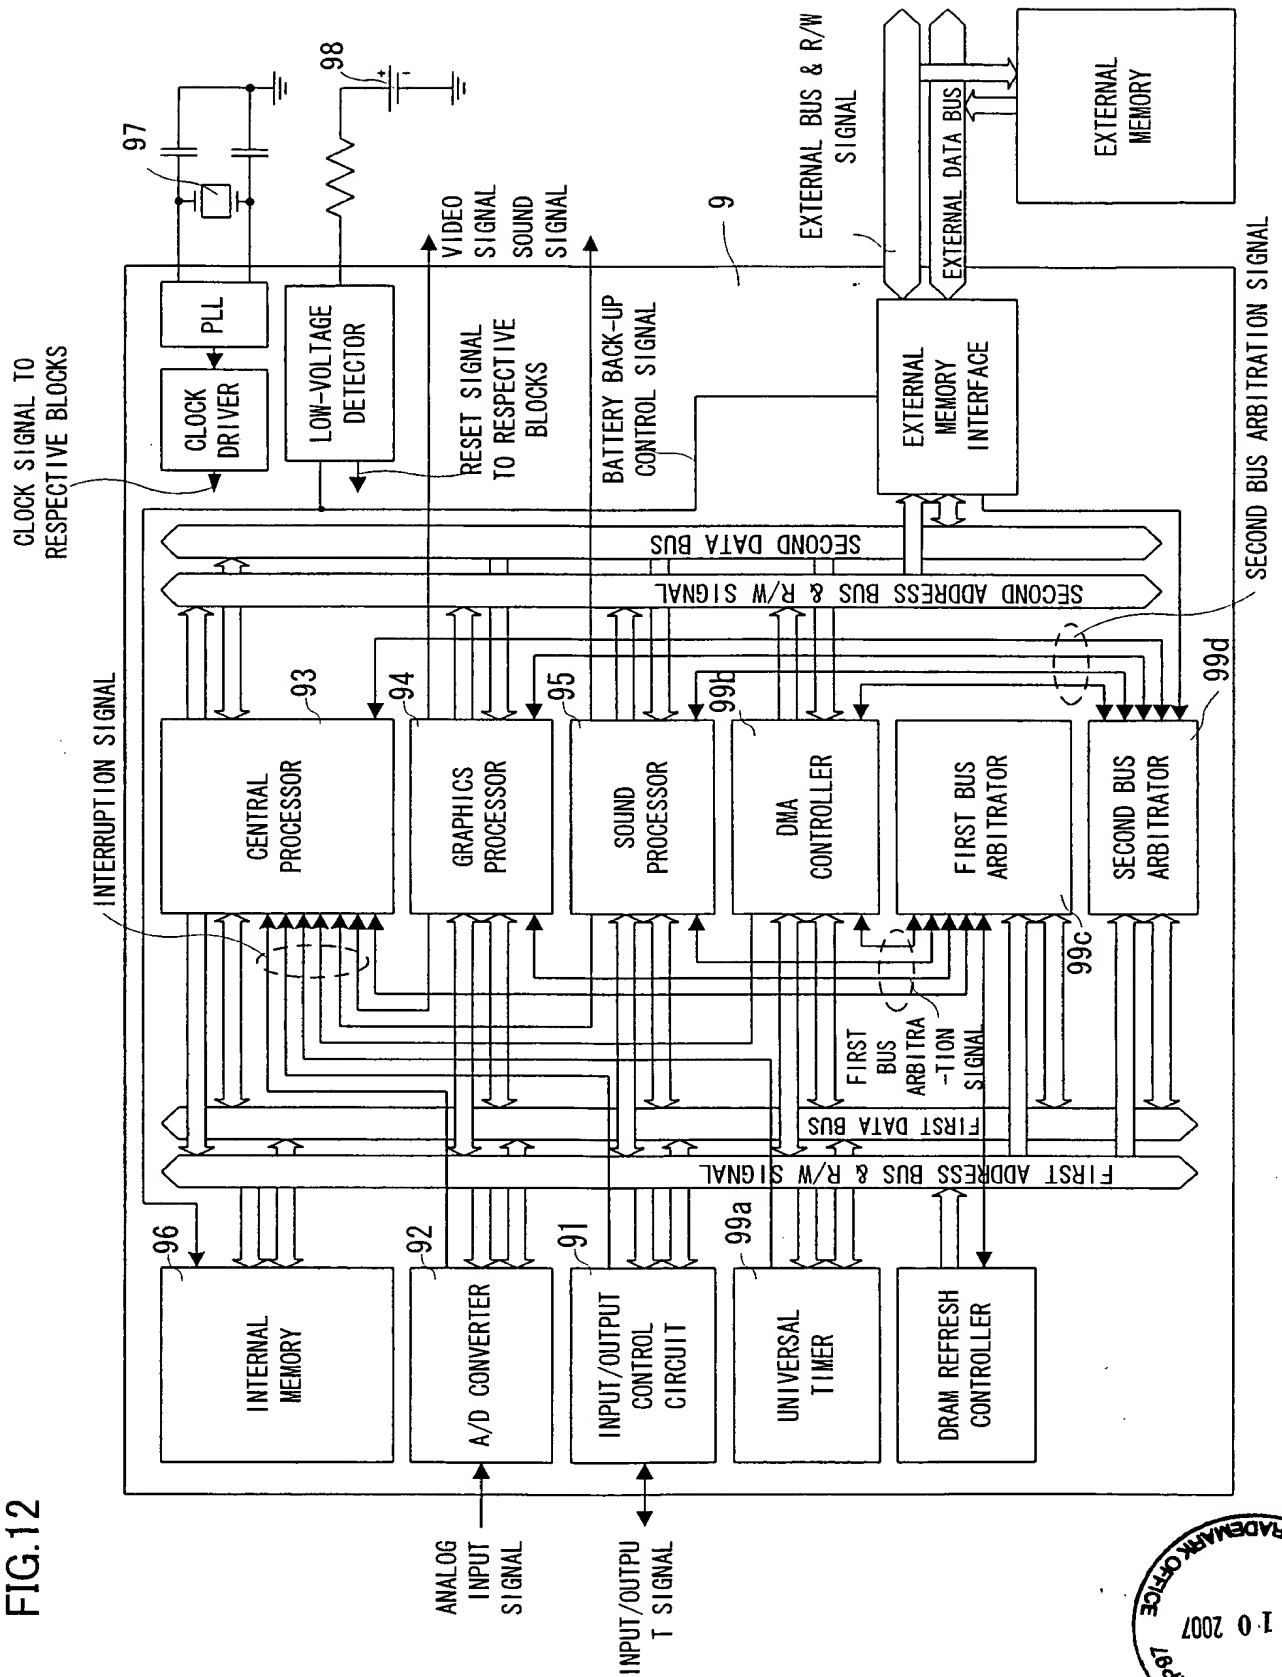 FIG.12
CLOCK SIGNAL TO
RESPECTIVE BLOCKS
97
98
PLL
CLOCK
DRIVER
LOW-VOLTAGE
DETECTOR
VIDEO
SIGNAL
SOUND
SIGNAL
RESET SIGNAL
TO RESPECTIVE
BLOCKS
BATTERY BACK-UP
CONTROL SIGNAL
9
EXTERNAL BUS & R/W
SIGNAL
EXTERNAL DATA BUS
EXTERNAL
MEMORY
EXTERNAL
MEMORY
INTERFACE
SECOND BUS ARBITRATION SIGNAL
SECOND DATA BUS
SECOND ADDRESS BUS & R/W SIGNAL
INTERRUPTION SIGNAL
93
CENTRAL
PROCESSOR
94
GRAPHICS
PROCESSOR
95
SOUND
PROCESSOR
99b
DMA
CONTROLLER
FIRST BUS
ARBITRATOR
99c
99d
SECOND BUS
ARBITRATOR
FIRST
BUS
ARBITRA
-TION
SIGNAL
FIRST DATA BUS
FIRST ADDRESS BUS & R/W SIGNAL
96
INTERNAL
MEMORY
92
A/D CONVERTER
91
INPUT/OUTPUT
CONTROL
CIRCUIT
99a
UNIVERSAL
TIMER
DRAM REFRESH
CONTROLLER
ANALOG
INPUT
SIGNAL
INPUT/OUTPU
T SIGNAL
OFFICE
10 2007